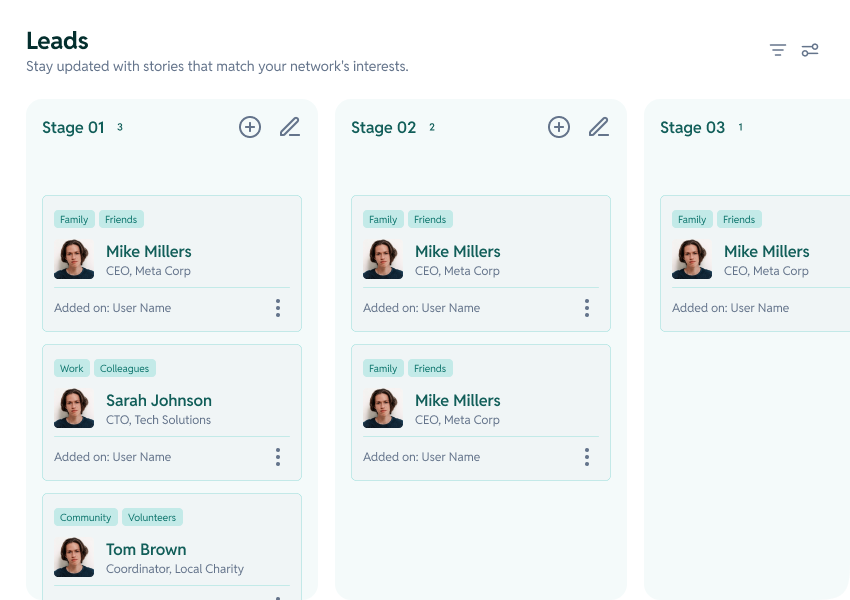 Leads
Stay updated with stories that match your network's interests.
Stage 01 3
Family Friends
Mike Millers
CEO, Meta Corp
Added on: User Name
Work Colleagues
Sarah Johnson
CTO, Tech Solutions
Added on: User Name
Community Volunteers
Tom Brown
Coordinator, Local Charity
Stage 02 2
Family Friends
Mike Millers
CEO, Meta Corp
Added on: User Name
Family Friends
Mike Millers
CEO, Meta Corp
Added on: User Name
Stage 03 1
Family Friends
Mike Millers
CEO, Meta Corp
Added on: User Name